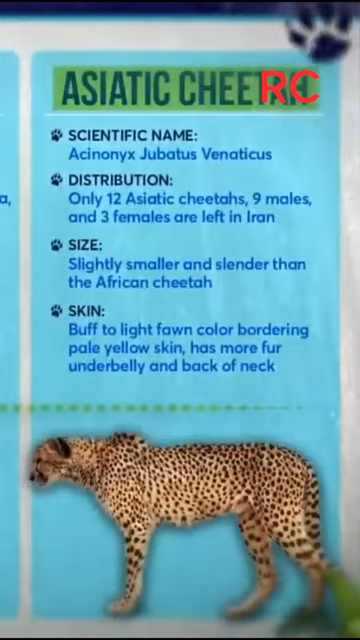 ASIATIC CHEETAH
RC
SCIENTIFIC NAME:
Acinonyx Jubatus Venaticus
DISTRIBUTION:
Only 12 Asiatic cheetahs, 9 males,
and 3 females are left in Iran
SIZE:
Slightly smaller and slender than
the African cheetah
SKIN:
Buff to light fawn color bordering
pale yellow skin, has more fur
underbelly and back of neck